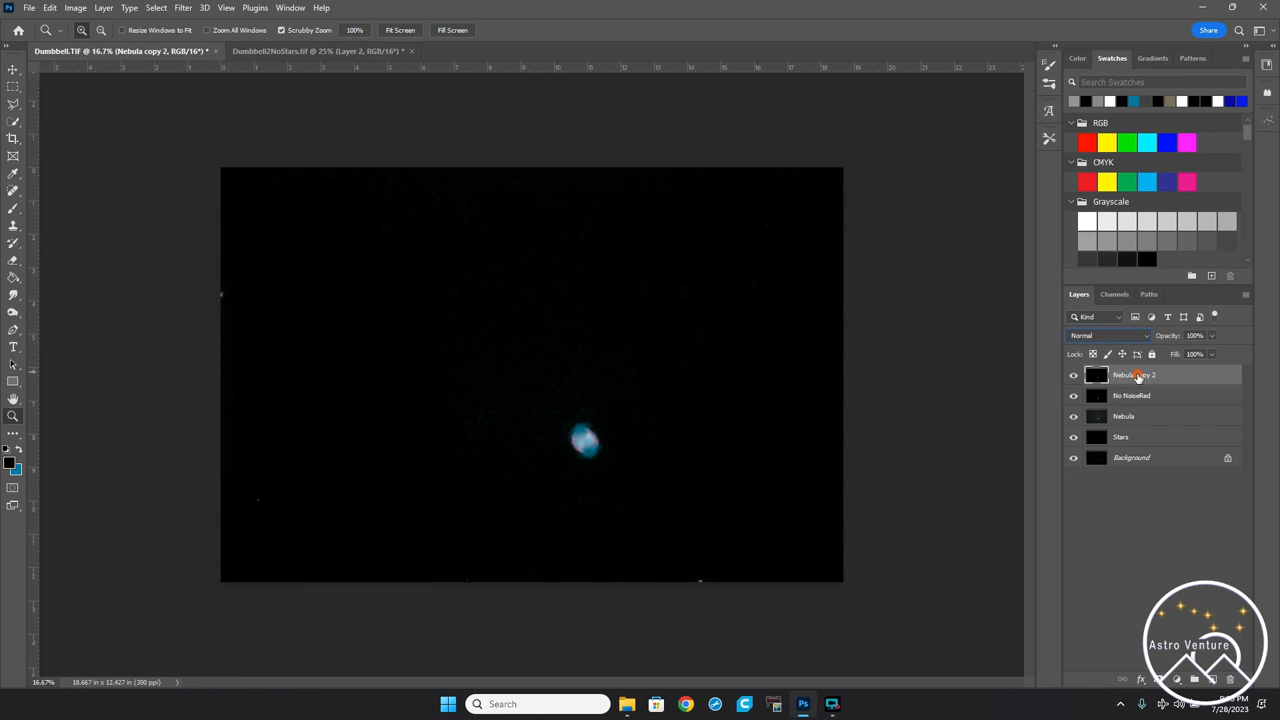 File Edit Image Layer Type Select Filter 3D View Plugins Window Help
Resize Windows to Fit Zoom All Windows Scrubby Zoom 100% Fit Screen Fill Screen Share
Dumbbell.TIF @ 16.7% (Nebula copy 2, RGB/16*) * × Dumbbell2NoStars.tif @ 25% (Layer 2, RGB/16*) * ×
Color Swatches Gradients Patterns
Search Swatches
RGB
CMYK
Grayscale
Layers Channels Paths
Kind
Normal Opacity: 100%
Lock: Fill: 100%
Nebula copy 2
No NoiseRed
Nebula
Stars
Background
Astro Venture
16.67% 18.667 in x 12.427 in (300 ppi)
Search
7/28/2023